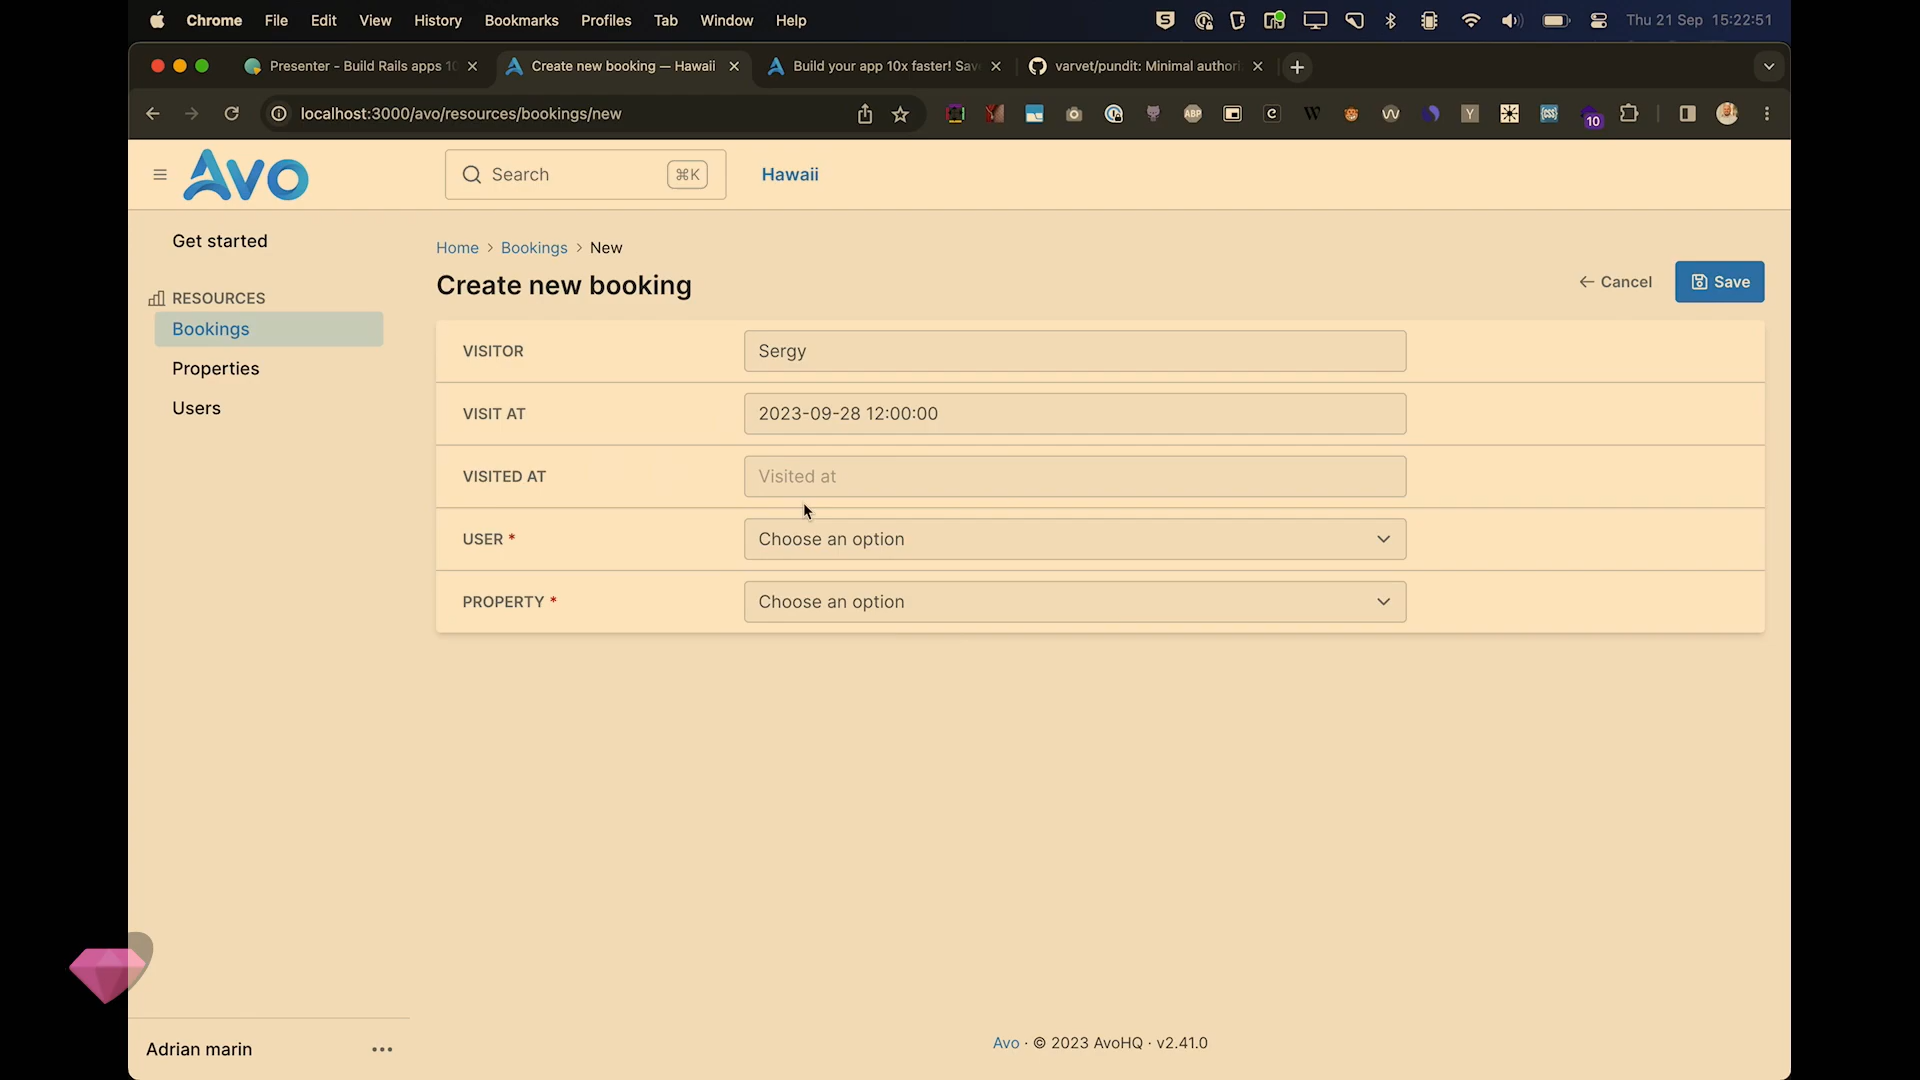 Chrome File Edit View History Bookmarks Profiles Tab Window Help Thu 21 Sep 15:22:51
Presenter - Build Rails apps 10 Create new booking — Hawaii Build your app 10x faster! Sav varvet/pundit: Minimal authori
localhost:3000/avo/resources/bookings/new ABP C W Y {css} 10
Avo Search ⌘K Hawaii
Get started
RESOURCES
Bookings
Properties
Users
Home > Bookings > New
Create new booking
← Cancel Save
VISITOR Sergy
VISIT AT 2023-09-28 12:00:00
VISITED AT Visited at
USER * Choose an option
PROPERTY * Choose an option
Adrian marin
Avo · © 2023 AvoHQ · v2.41.0